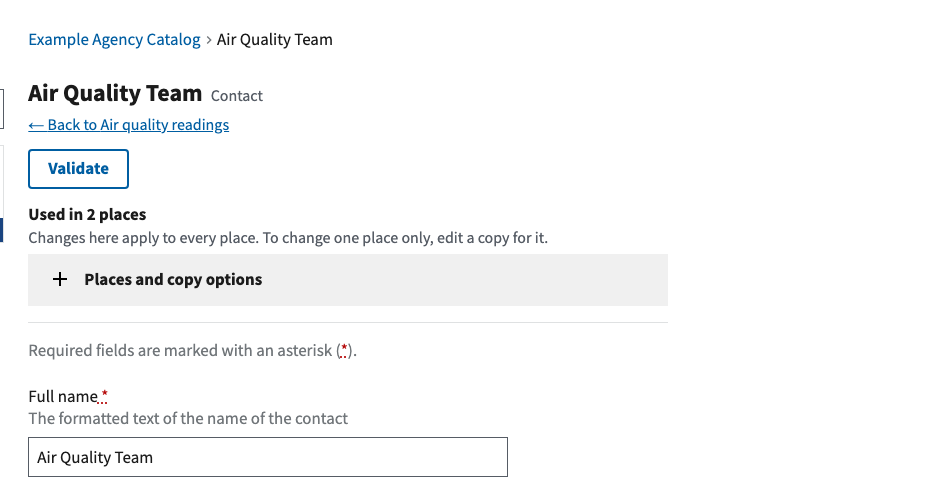 Example Agency Catalog › Air Quality Team
Air Quality Team Contact
← Back to Air quality readings
Validate
Used in 2 places
Changes here apply to every place. To change one place only, edit a copy for it.
+ Places and copy options
Required fields are marked with an asterisk (*).
Full name *
The formatted text of the name of the contact
Air Quality Team